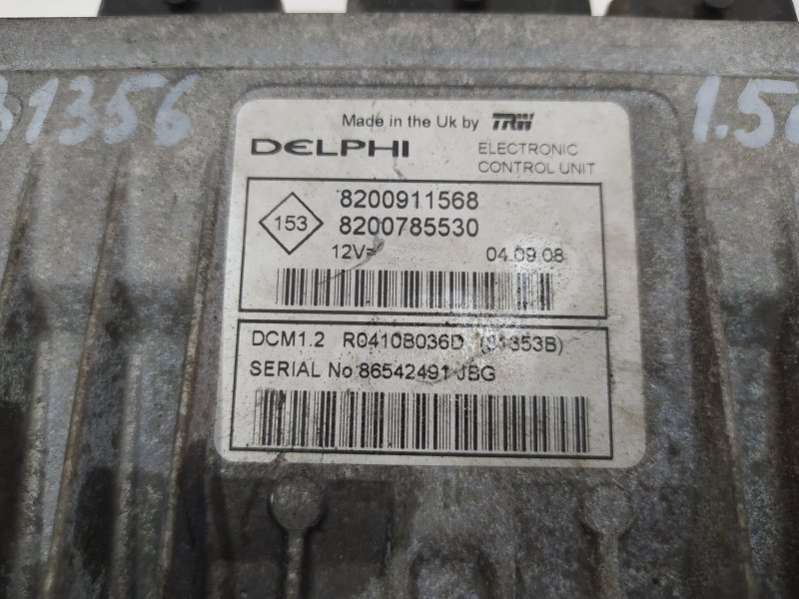 31356
1.5
Made in the Uk by TRW
DELPHI
ELECTRONIC
CONTROL UNIT
153
8200911568
8200785530
12V=
04.09.08
DCM1.2 R0410B036D (31353B)
SERIAL No 86542491 JBG